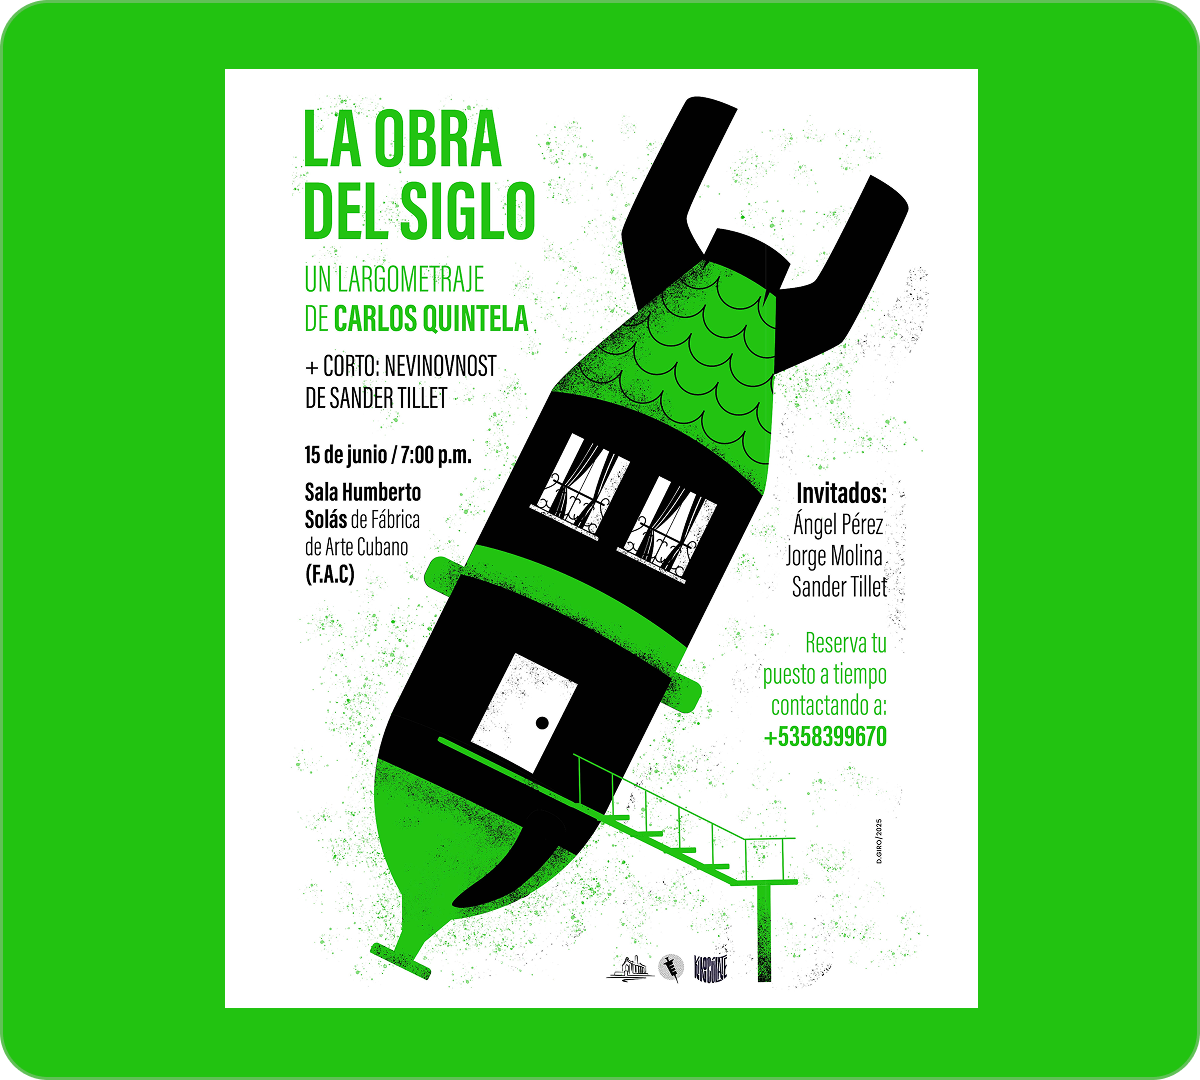 LA OBRA
DEL SIGLO
UN LARGOMETRAJE
DE CARLOS QUINTELA
+ CORTO: NEVINOVNOST
DE SANDER TILLET
15 de junio / 7:00 p.m.
Sala Humberto
Solás de Fábrica
de Arte Cubano
(F.A.C)
Invitados:
Ángel Pérez
Jorge Molina
Sander Tillet
Reserva tu
puesto a tiempo
contactando a:
+5358399670
D.GIRO/2025